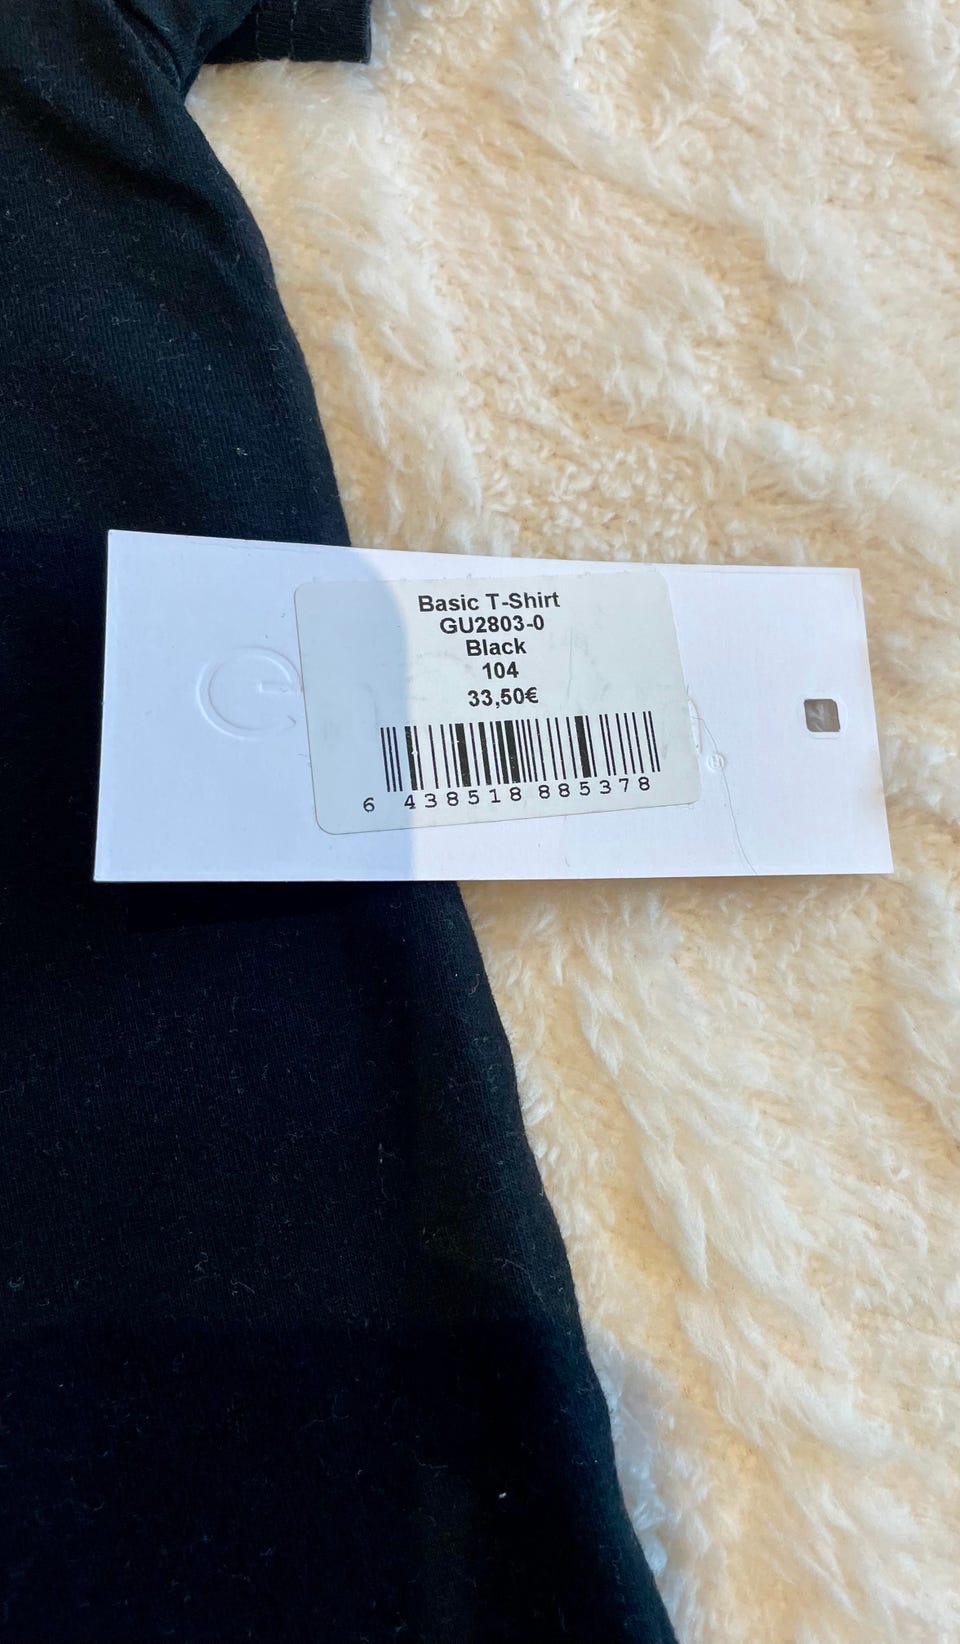 Basic T-Shirt
GU2803-0
Black
104
33,50€
6 438518 885378